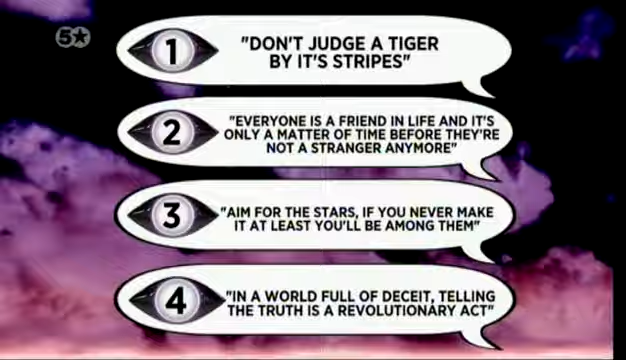 5★
1
"DON'T JUDGE A TIGER
BY IT'S STRIPES"
2
"EVERYONE IS A FRIEND IN LIFE AND IT'S
ONLY A MATTER OF TIME BEFORE THEY'RE
NOT A STRANGER ANYMORE"
3
"AIM FOR THE STARS, IF YOU NEVER MAKE
IT AT LEAST YOU'LL BE AMONG THEM"
4
"IN A WORLD FULL OF DECEIT, TELLING
THE TRUTH IS A REVOLUTIONARY ACT"